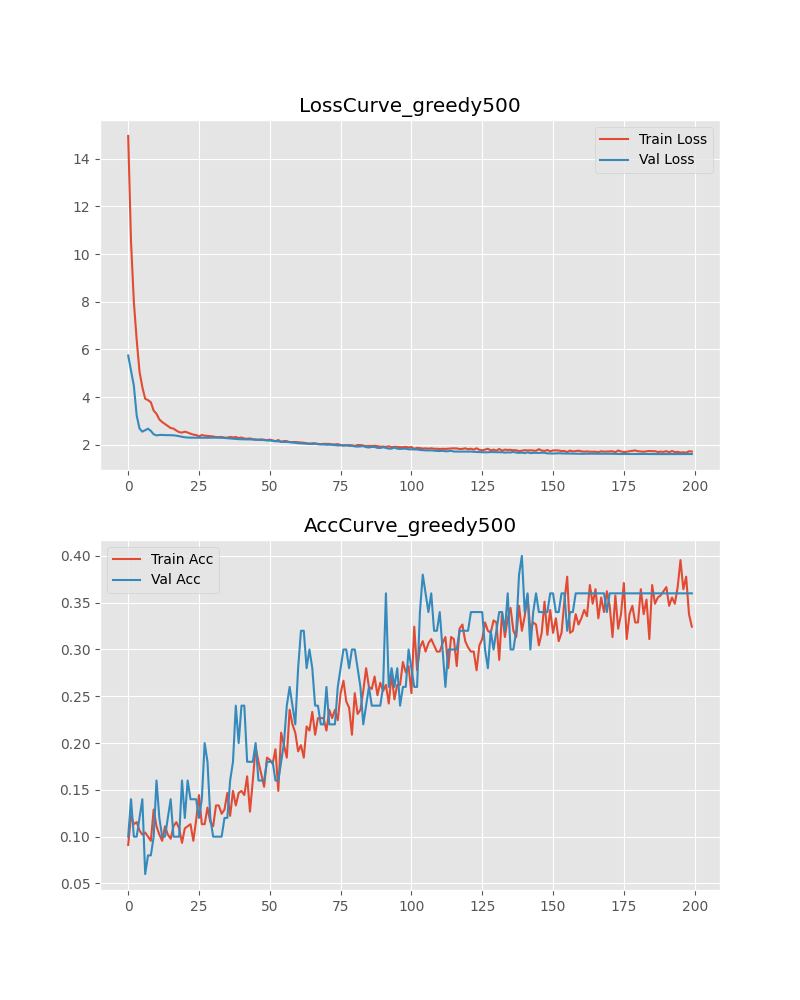 LossCurve_greedy500
Train Loss
Val Loss
14
12
10
8
6
4
2
0 25 50 75 100 125 150 175 200
AccCurve_greedy500
Train Acc
Val Acc
0.40
0.35
0.30
0.25
0.20
0.15
0.10
0.05
0 25 50 75 100 125 150 175 200